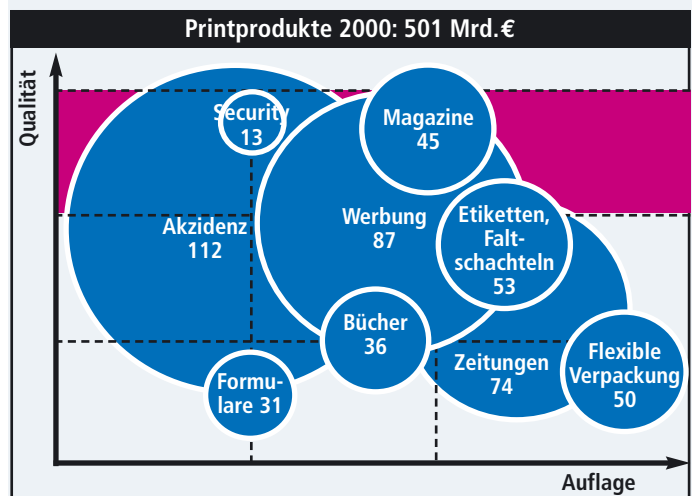 Printprodukte 2000: 501 Mrd.€
Qualität
Security
13
Magazine
45
Akzidenz
112
Werbung
87
Etiketten,
Falt-
schachteln
53
Bücher
36
Formu-
lare 31
Zeitungen
74
Flexible
Verpackung
50
Auflage